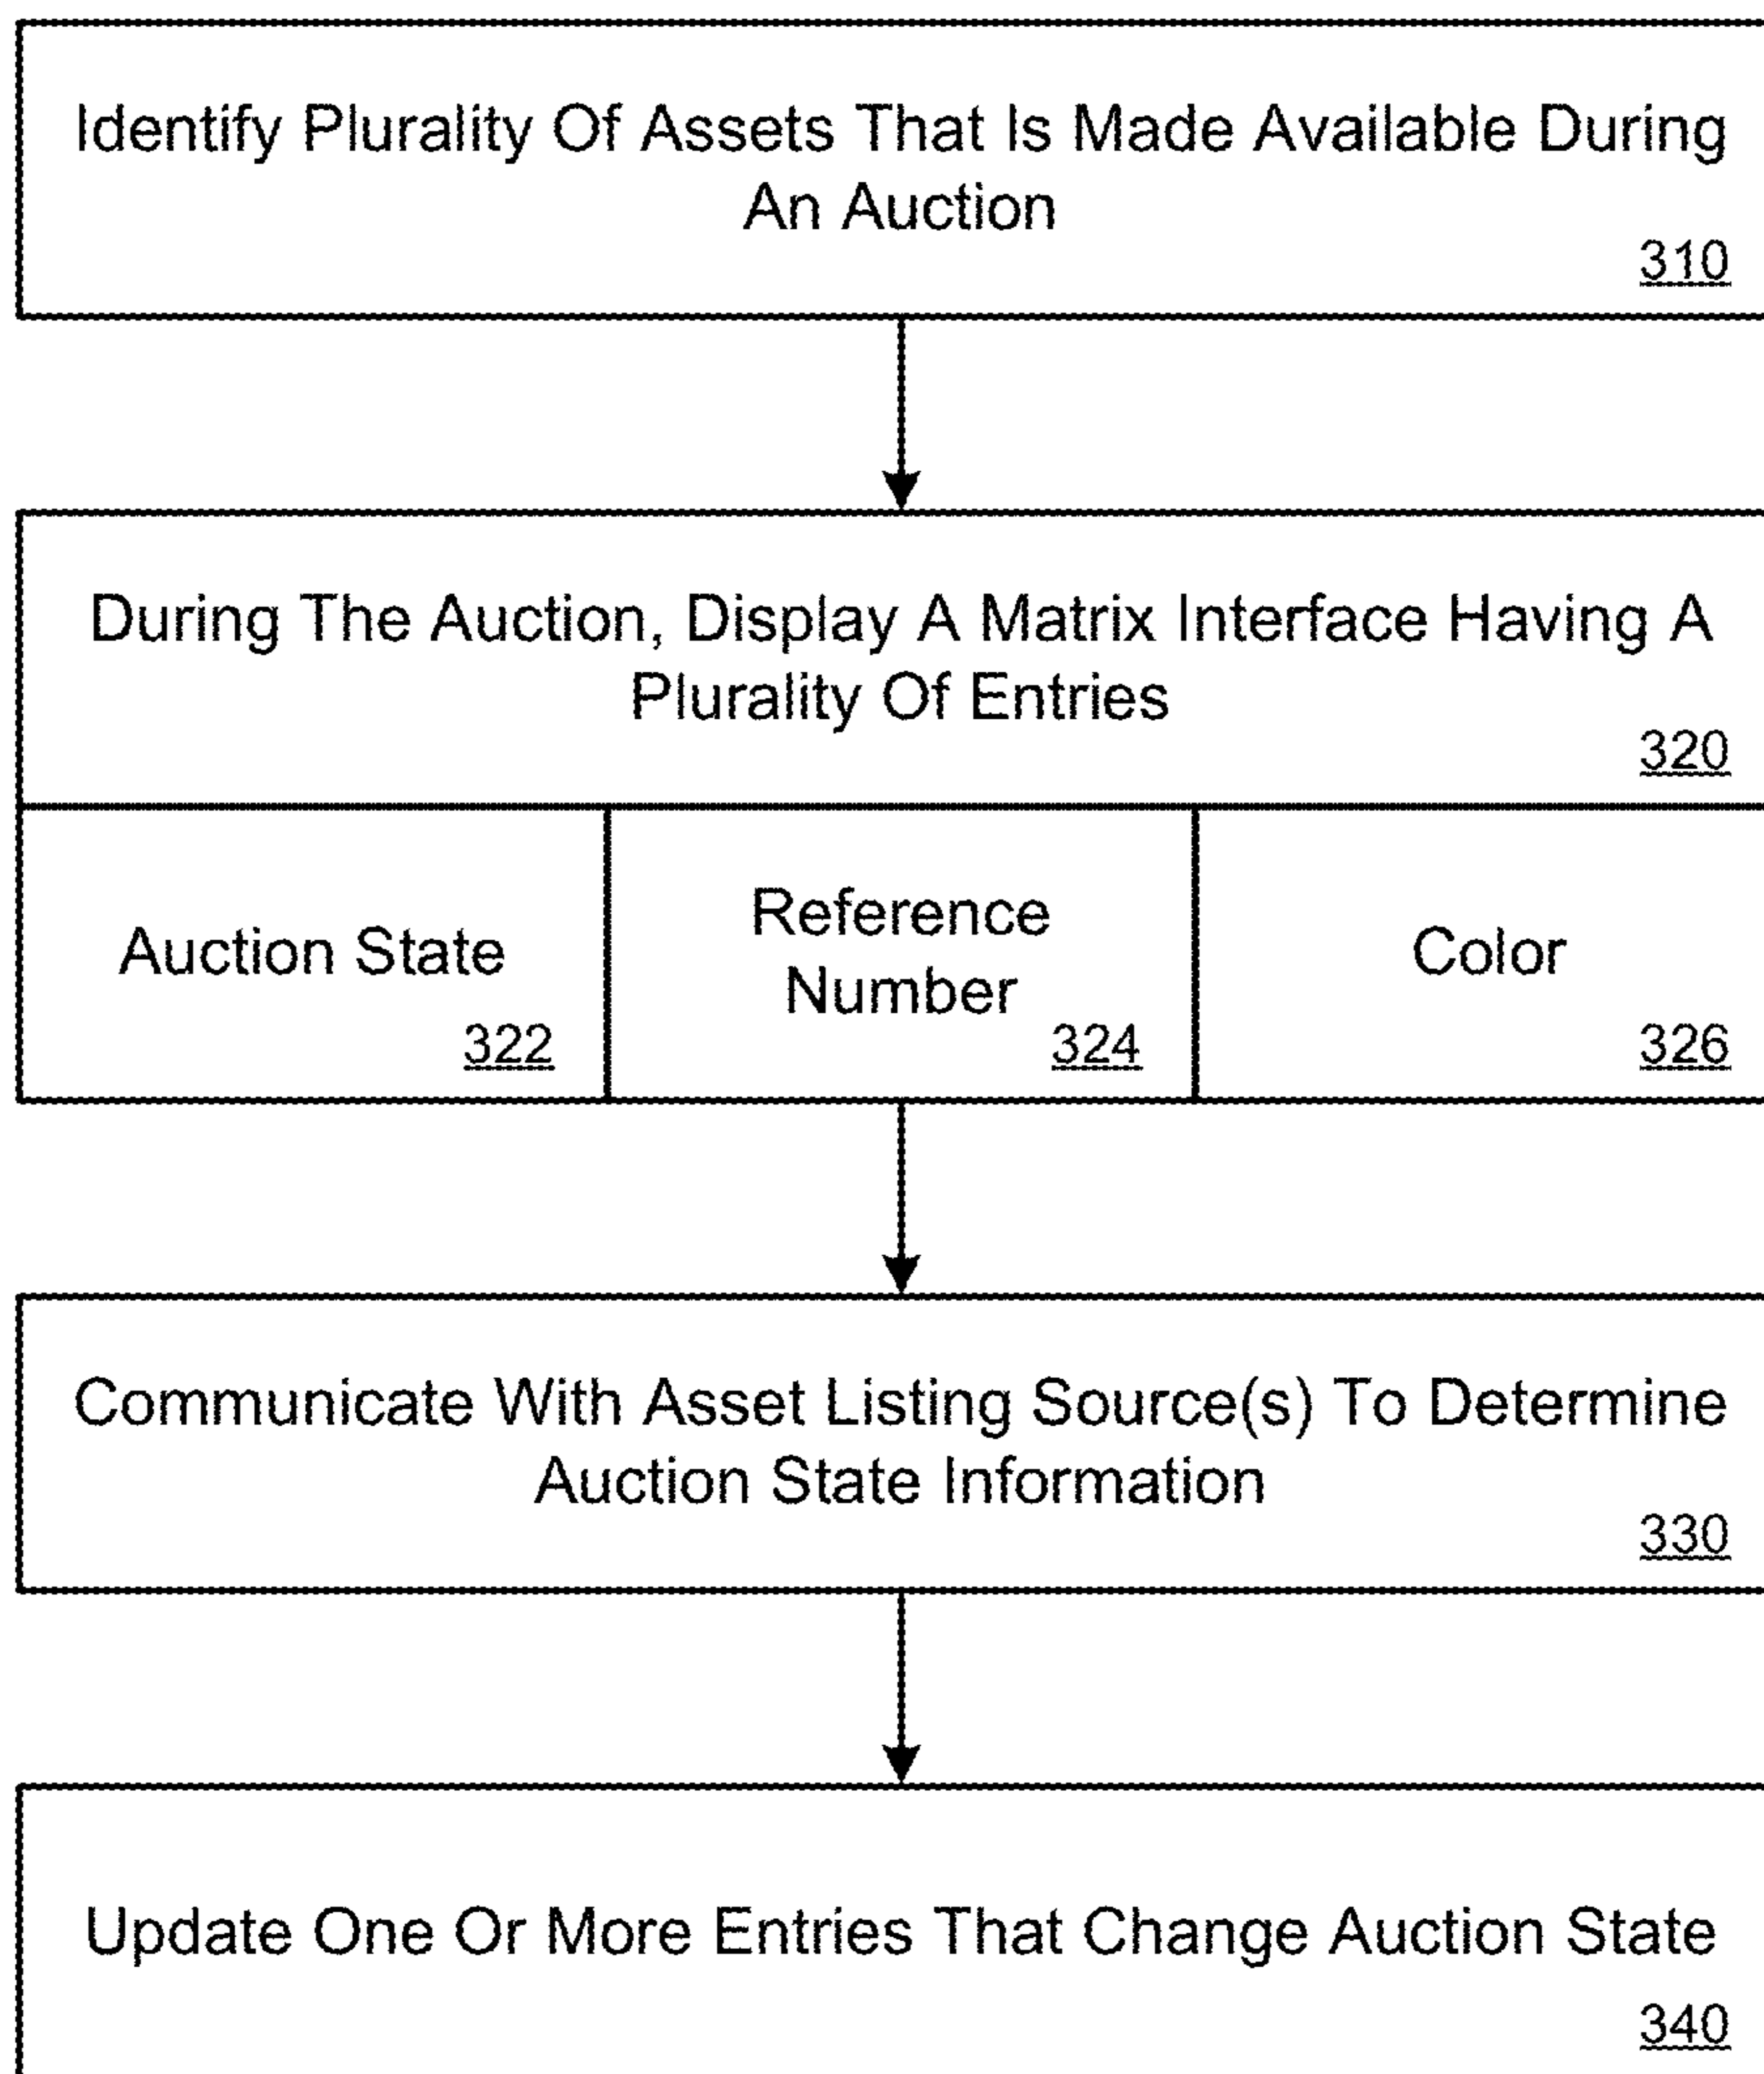 Identify Plurality Of Assets That Is Made Available During
An Auction
310
During The Auction, Display A Matrix Interface Having A
Plurality Of Entries
320
Auction State
322
Reference
Number
324
Color
326
Communicate With Asset Listing Source(s) To Determine
Auction State Information
330
Update One Or More Entries That Change Auction State
340